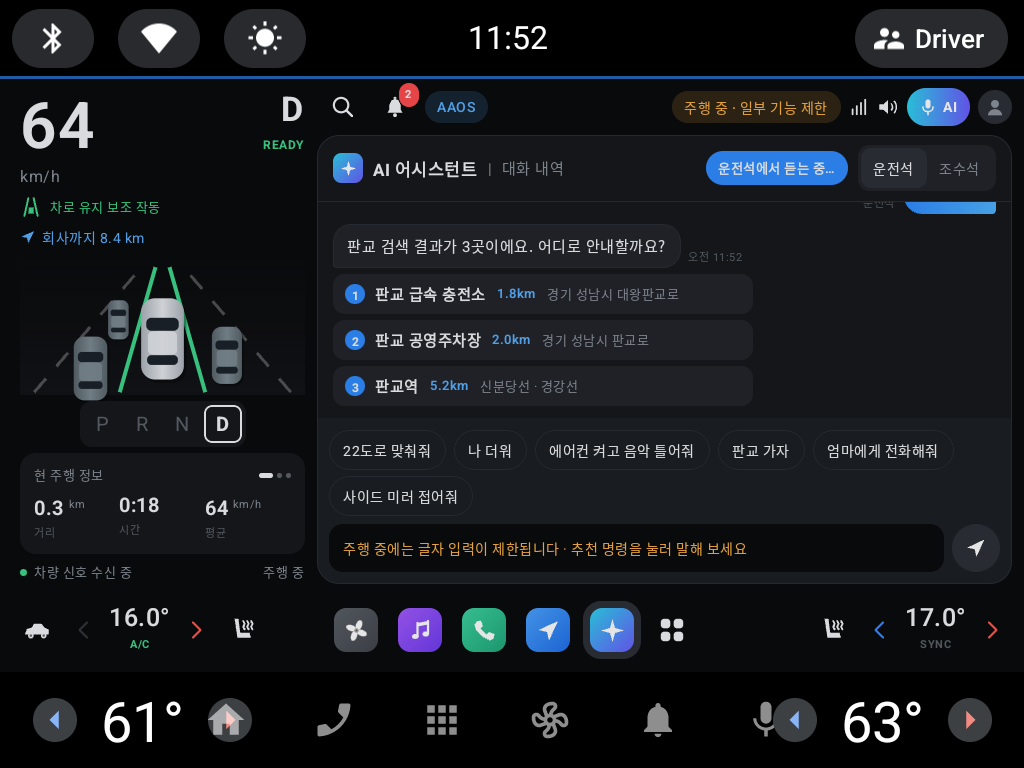 11:52
Driver
64
D
READY
km/h
차로 유지 보조 작동
회사까지 8.4 km
P R N D
현 주행 정보
0.3 km
0:18
64 km/h
거리
시간
평균
차량 신호 수신 중
주행 중
2
AAOS
주행 중 · 일부 기능 제한
AI
AI 어시스턴트 | 대화 내역
운전석에서 듣는 중...
운전석
조수석
운전석
판교 검색 결과가 3곳이에요. 어디로 안내할까요?
오전 11:52
1 판교 급속 충전소 1.8km 경기 성남시 대왕판교로
2 판교 공영주차장 2.0km 경기 성남시 판교로
3 판교역 5.2km 신분당선 · 경강선
22도로 맞춰줘
나 더워
에어컨 켜고 음악 틀어줘
판교 가자
엄마에게 전화해줘
사이드 미러 접어줘
주행 중에는 글자 입력이 제한됩니다 · 추천 명령을 눌러 말해 보세요
16.0°
A/C
17.0°
SYNC
61°
63°